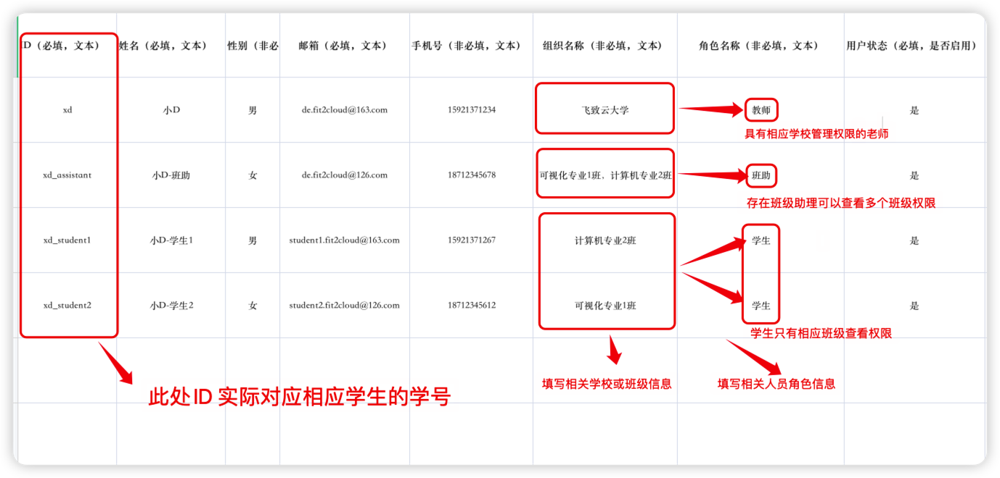 ID（必填，文本） 姓名（必填，文本） 性别（非必 邮箱（必填，文本） 手机号（非必填，文本） 组织名称（非必填，文本） 角色名称（非必填，文本） 用户状态（必填，是否启用）
xd 小D 男 de.fit2cloud@163.com 15921371234 飞致云大学 教师 是
具有相应学校管理权限的老师
xd_assistant 小D-班助 女 de.fit2cloud@126.com 18712345678 可视化专业1班，计算机专业2班 班助 是
存在班级助理可以查看多个班级权限
xd_student1 小D-学生1 男 student1.fit2cloud@163.com 15921371267 计算机专业2班 学生 是
xd_student2 小D-学生2 女 student2.fit2cloud@126.com 18712345612 可视化专业1班 学生 是
学生只有相应班级查看权限
填写相关学校或班级信息 填写相关人员角色信息
此处ID 实际对应相应学生的学号